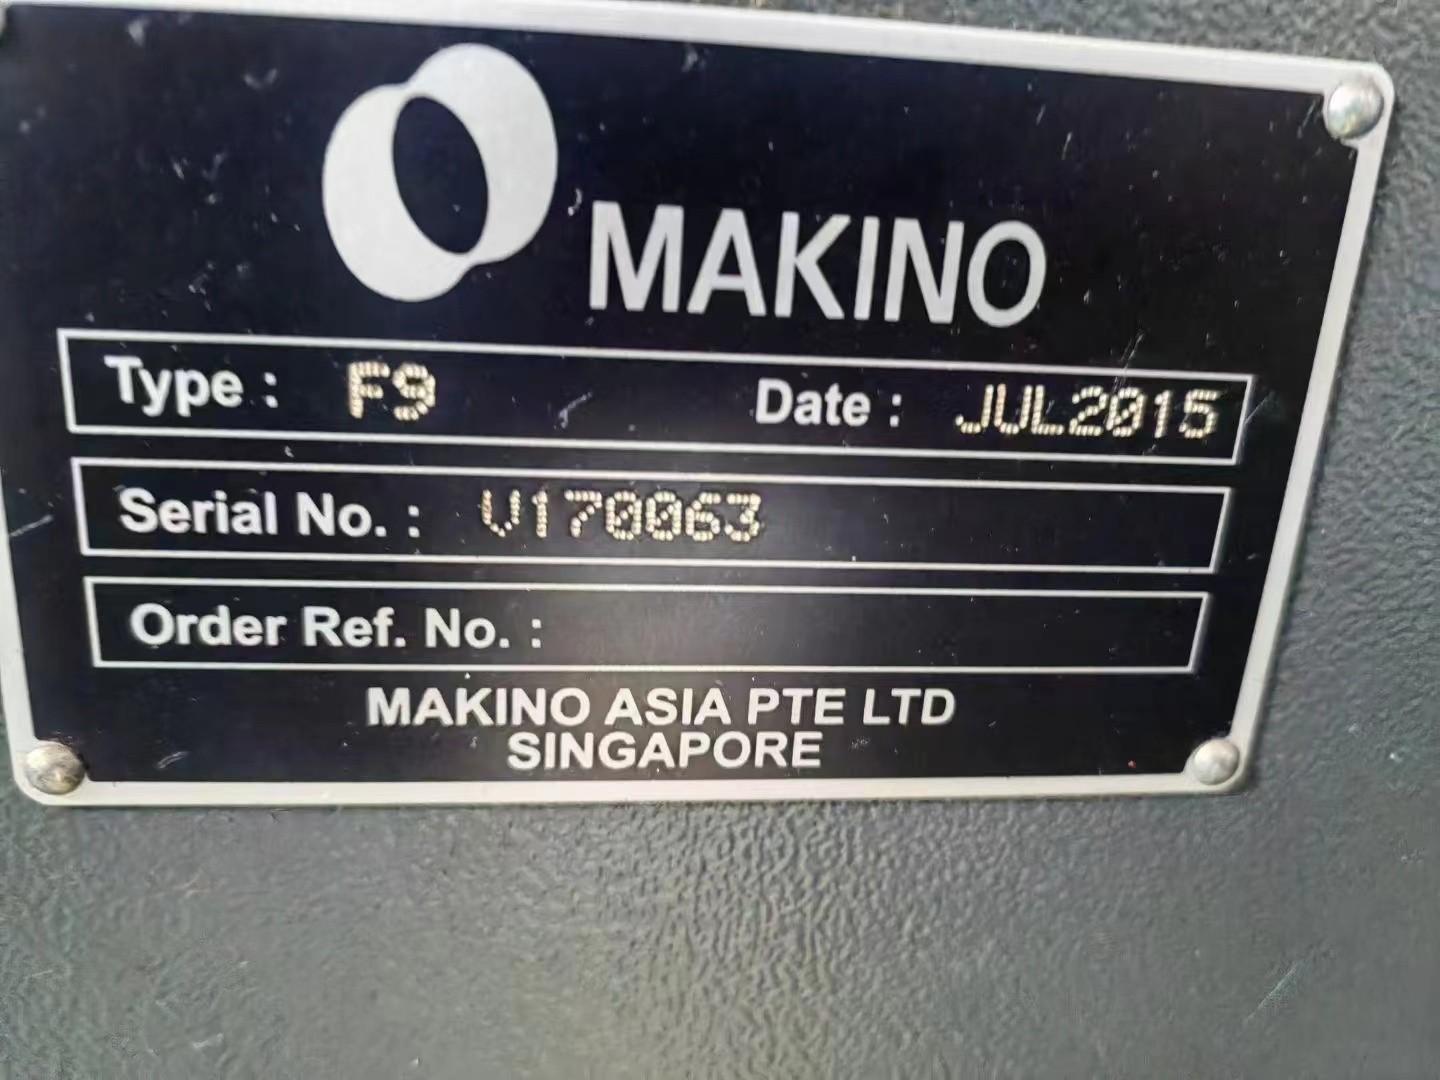 MAKINO
Type : F9 Date : JUL2015
Serial No. : V170063
Order Ref. No. :
MAKINO ASIA PTE LTD
SINGAPORE